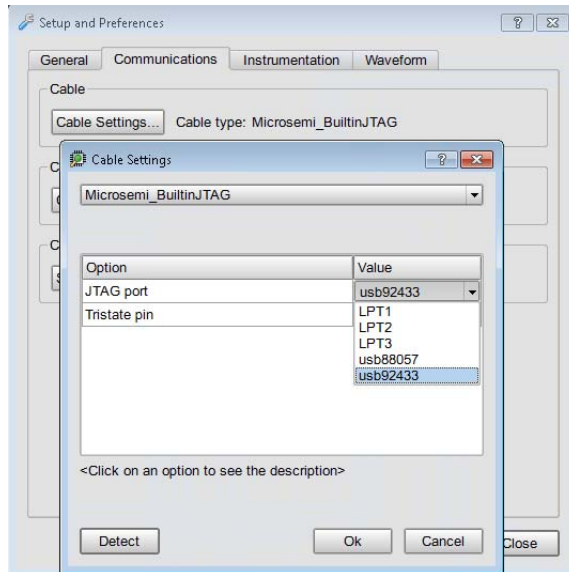 Setup and Preferences
General Communications Instrumentation Waveform
Cable
Cable Settings... Cable type: Microsemi_BuiltinJTAG
Cable Settings
Microsemi_BuiltinJTAG
Option Value
JTAG port usb92433
Tristate pin
LPT1
LPT2
LPT3
usb88057
usb92433
<Click on an option to see the description>
Detect Ok Cancel
Close